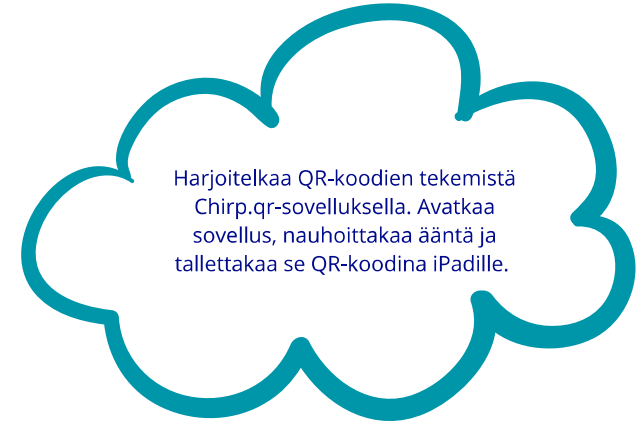 Harjoitelkaa QR-koodien tekemistä
Chirp.qr-sovelluksella. Avatkaa
sovellus, nauhoittakaa ääntä ja
tallettakaa se QR-koodina iPadille.